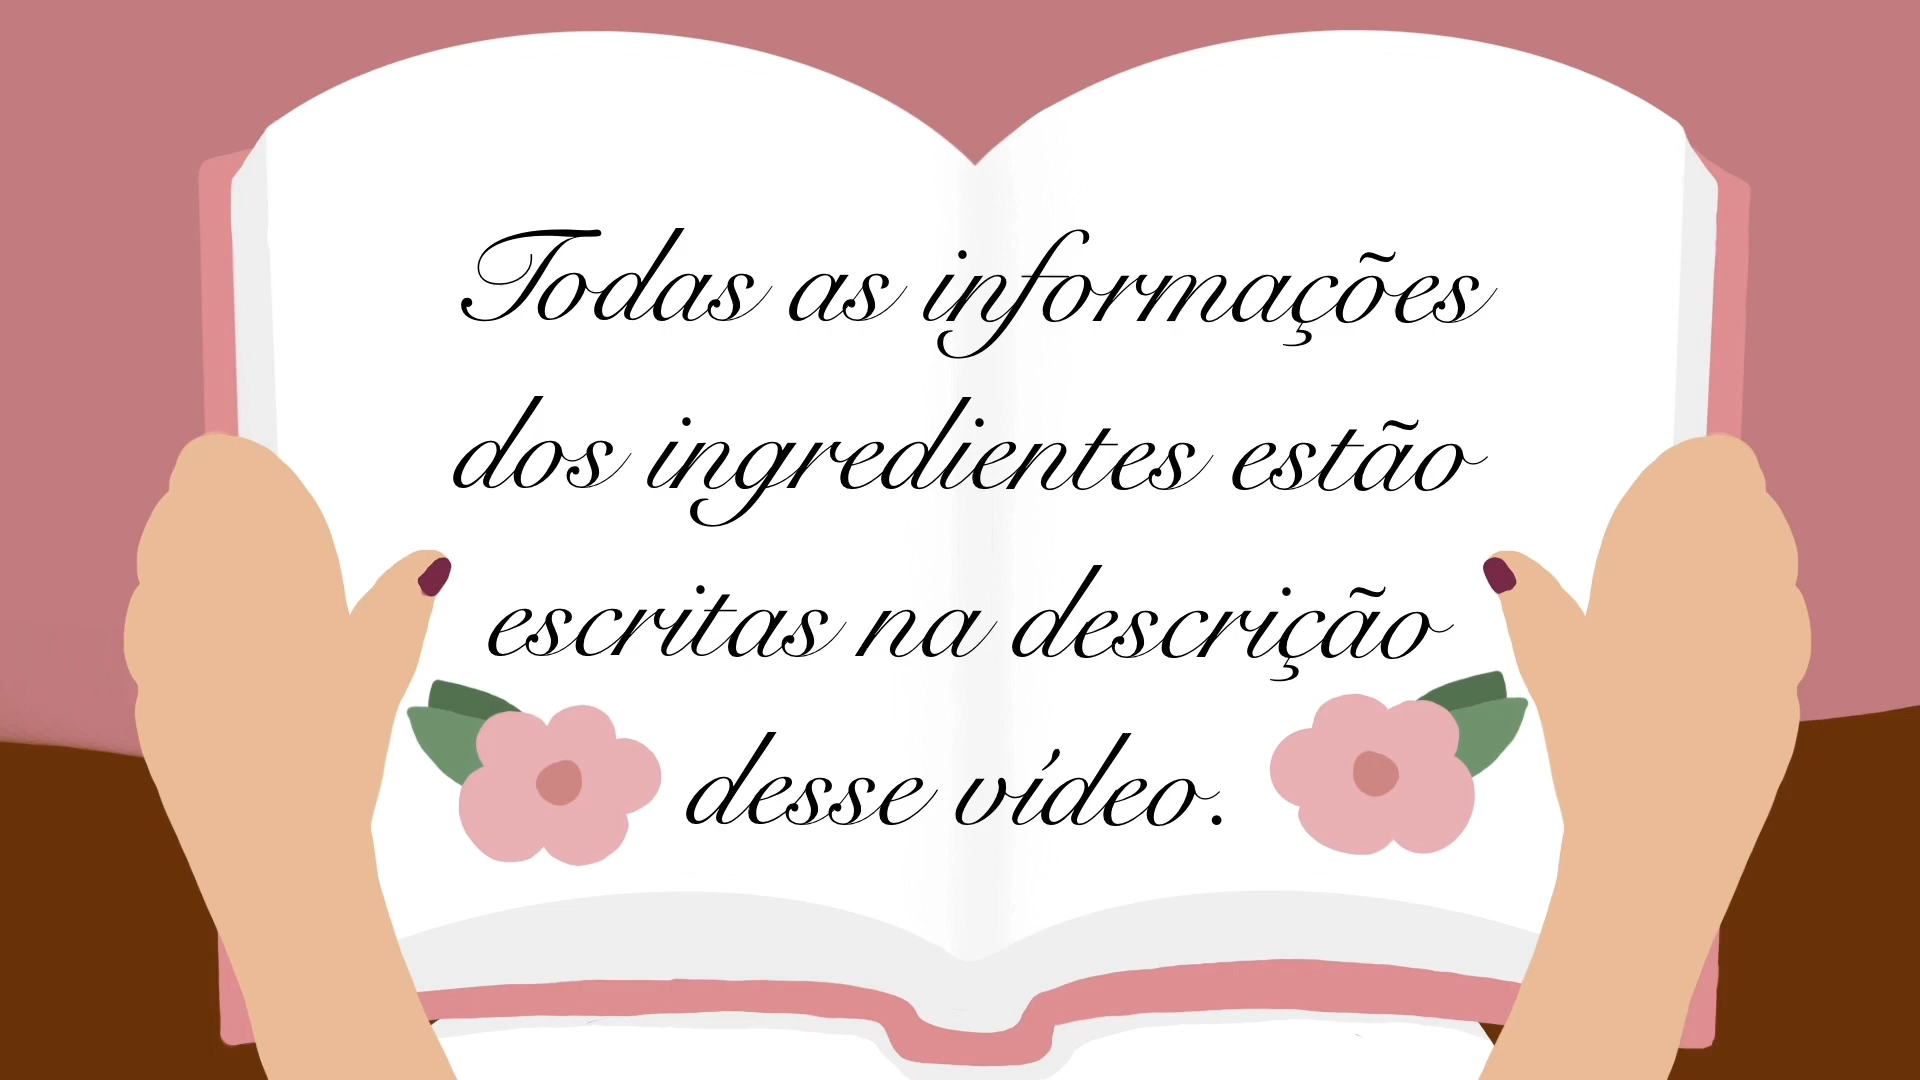 Todas as informações
dos ingredientes estão
escritas na descrição
desse vídeo.